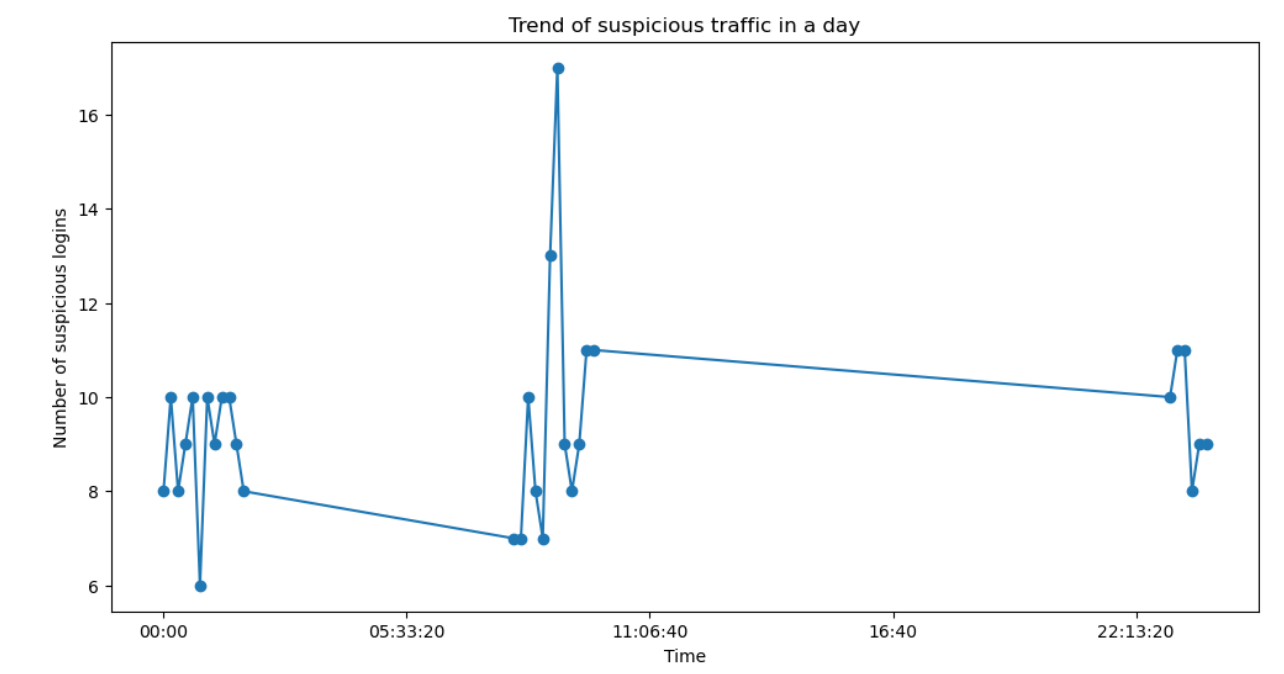 Trend of suspicious traffic in a day
Number of suspicious logins
16
14
12
10
8
6
00:00 05:33:20 11:06:40 16:40 22:13:20
Time